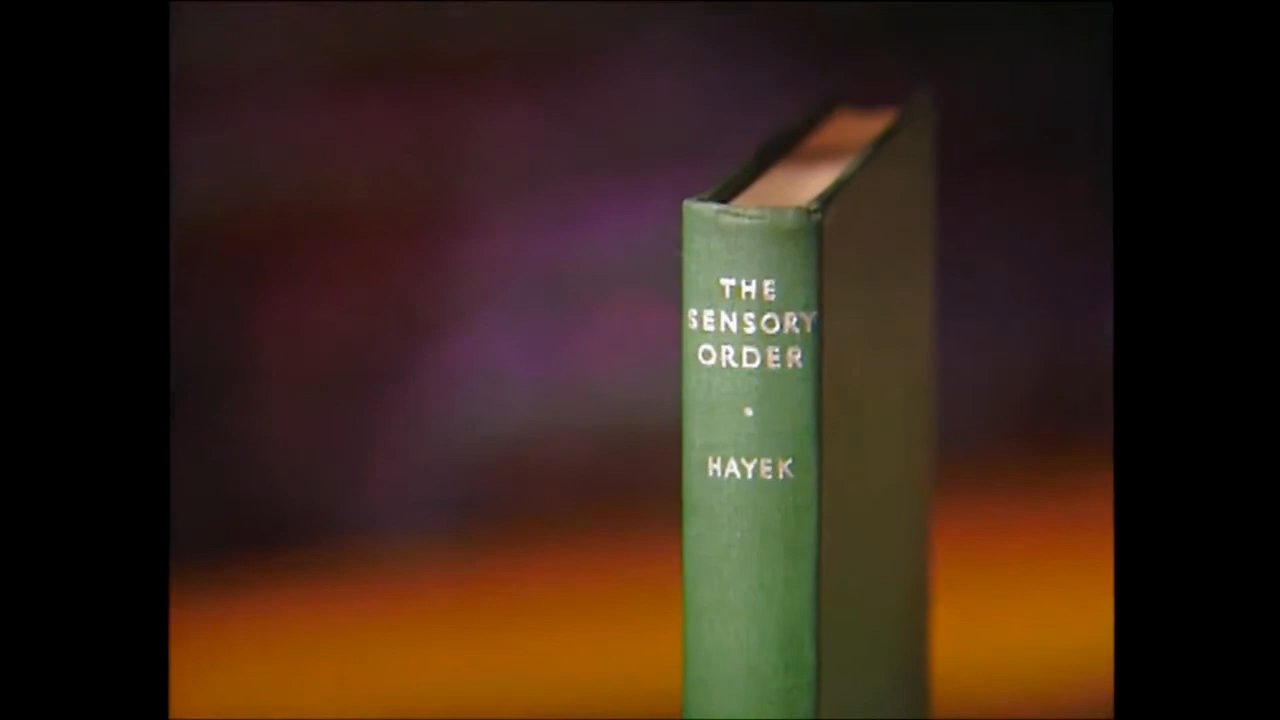 THE
SENSORY
ORDER
•
HAYEK